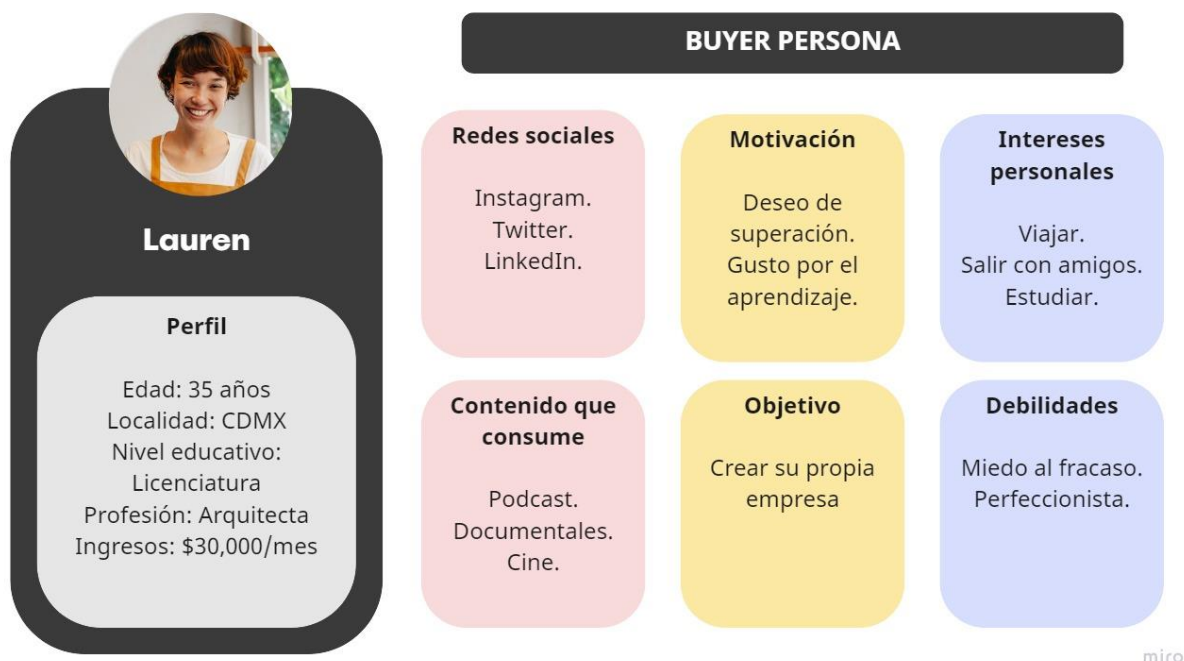 BUYER PERSONA
Lauren
Perfil
Edad: 35 años
Localidad: CDMX
Nivel educativo:
Licenciatura
Profesión: Arquitecta
Ingresos: $30,000/mes
Redes sociales
Instagram.
Twitter.
LinkedIn.
Motivación
Deseo de
superación.
Gusto por el
aprendizaje.
Intereses
personales
Viajar.
Salir con amigos.
Estudiar.
Contenido que
consume
Podcast.
Documentales.
Cine.
Objetivo
Crear su propia
empresa
Debilidades
Miedo al fracaso.
Perfeccionista.
miro